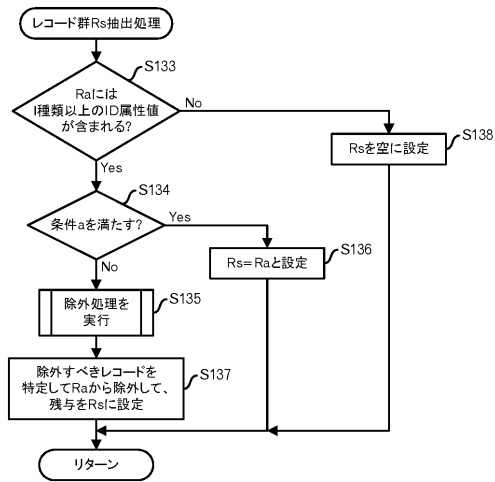 レコード群Rs抽出処理
S133
Raには
l種類以上のID属性値
が含まれる?
No
Yes
S138
Rsを空に設定
S134
条件aを満たす?
Yes
No
S136
Rs=Raと設定
S135
除外処理を
実行
S137
除外すべきレコードを
特定してRaから除外して、
残与をRsに設定
リターン